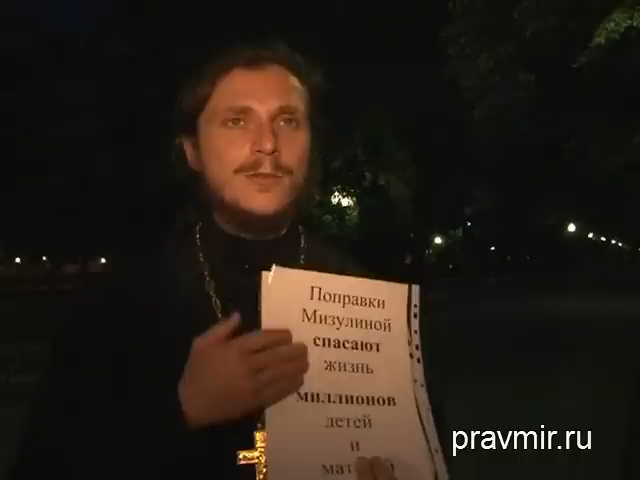 Поправки
Мизулиной
спасают
жизнь
миллионов
детей
и
pravmir.ru